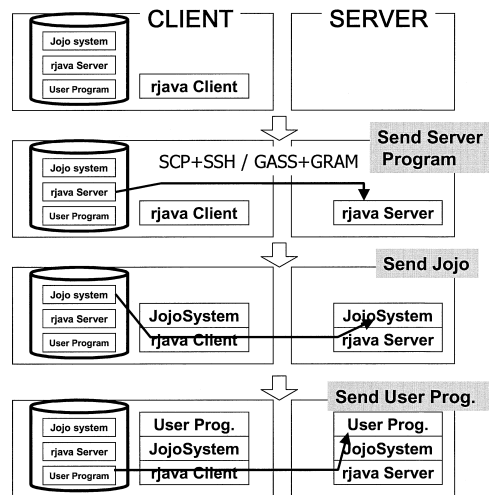 CLIENT
SERVER
Jojo system
rjava Server
User Program
rjava Client
Send Server
Program
SCP+SSH / GASS+GRAM
Jojo system
rjava Server
User Program
rjava Client
rjava Server
Send Jojo
Jojo system
rjava Server
User Program
JojoSystem
rjava Client
JojoSystem
rjava Server
Send User Prog.
Jojo system
rjava Server
User Program
User Prog.
JojoSystem
rjava Client
User Prog.
JojoSystem
rjava Server